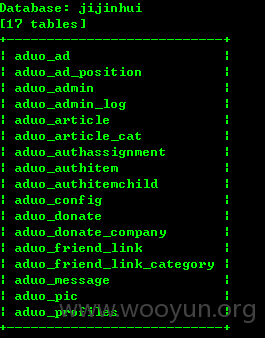 Database: jijinhui
[17 tables]
+-------------------------+
| aduo_ad |
| aduo_ad_position |
| aduo_admin |
| aduo_admin_log |
| aduo_article |
| aduo_article_cat |
| aduo_authassignment |
| aduo_authitem |
| aduo_authitemchild |
| aduo_config |
| aduo_donate |
| aduo_donate_company |
| aduo_friend_link |
| aduo_friend_link_category |
| aduo_message |
| aduo_pic |
| aduo_profiles |
+-------------------------+
www.wooyun.org